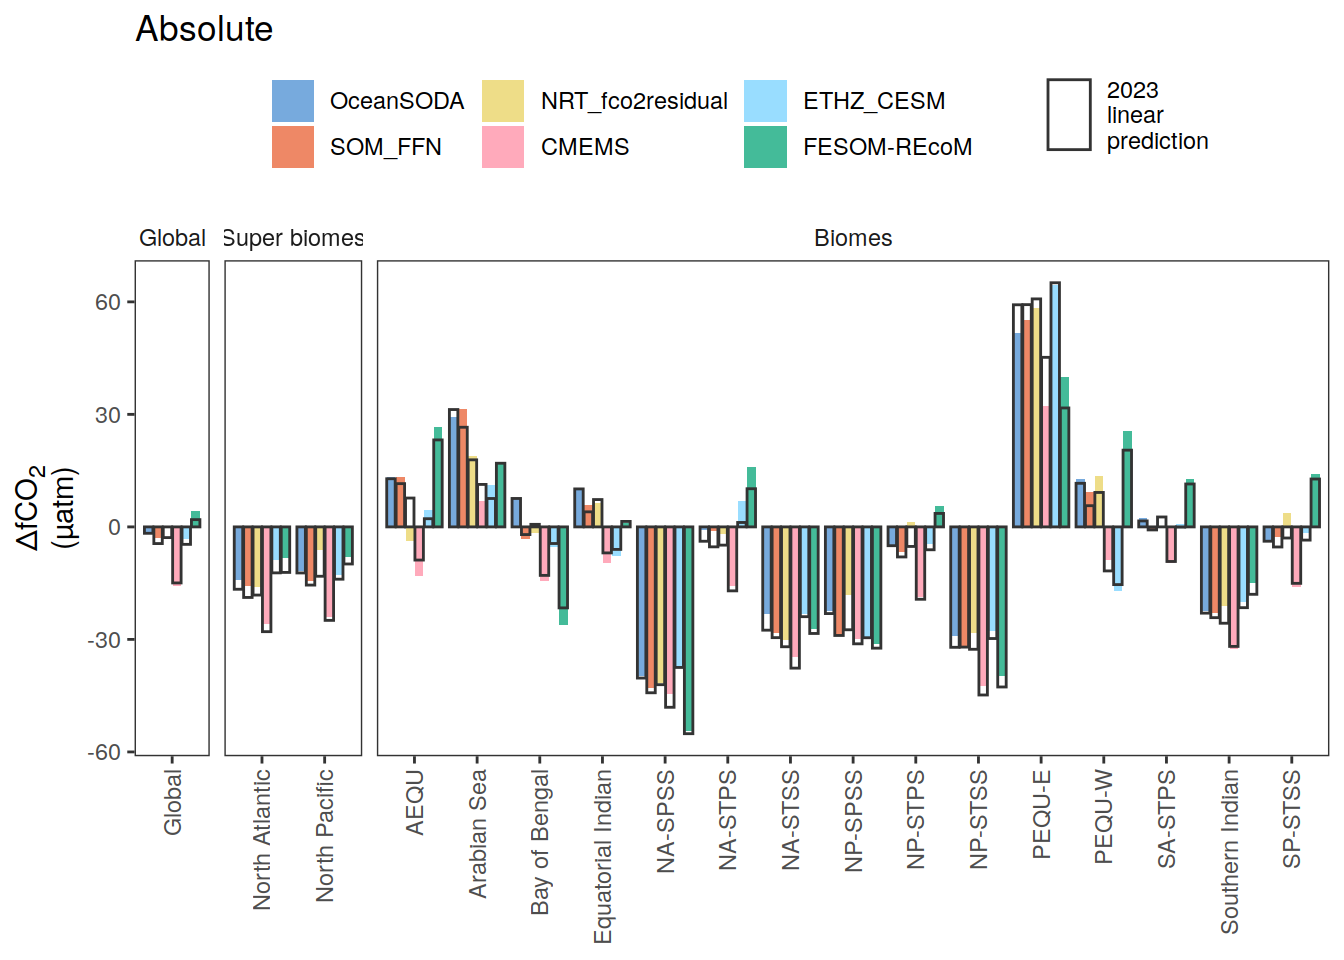 Absolute
OceanSODA
NRT_fco2residual
ETHZ_CESM
SOM_FFN
CMEMS
FESOM-REcoM
2023
linear
prediction
Global
Super biomes
Biomes
ΔfCO₂
(µatm)
60
30
0
-30
-60
Global
North Atlantic
North Pacific
AEQU
Arabian Sea
Bay of Bengal
Equatorial Indian
NA-SPSS
NA-STPS
NA-STSS
NP-SPSS
NP-STPS
NP-STSS
PEQU-E
PEQU-W
SA-STPS
Southern Indian
SP-STSS